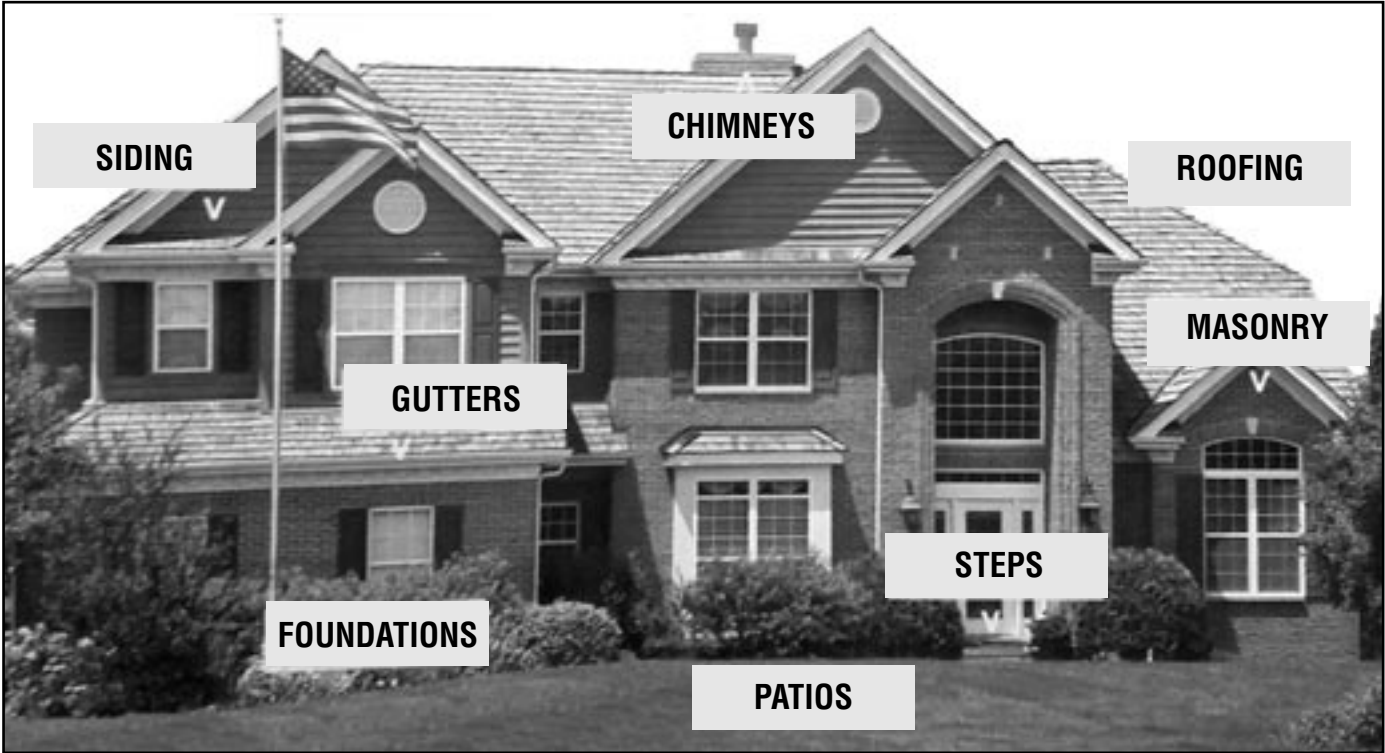 CHIMNEYS
SIDING
ROOFING
MASONRY
GUTTERS
STEPS
FOUNDATIONS
PATIOS